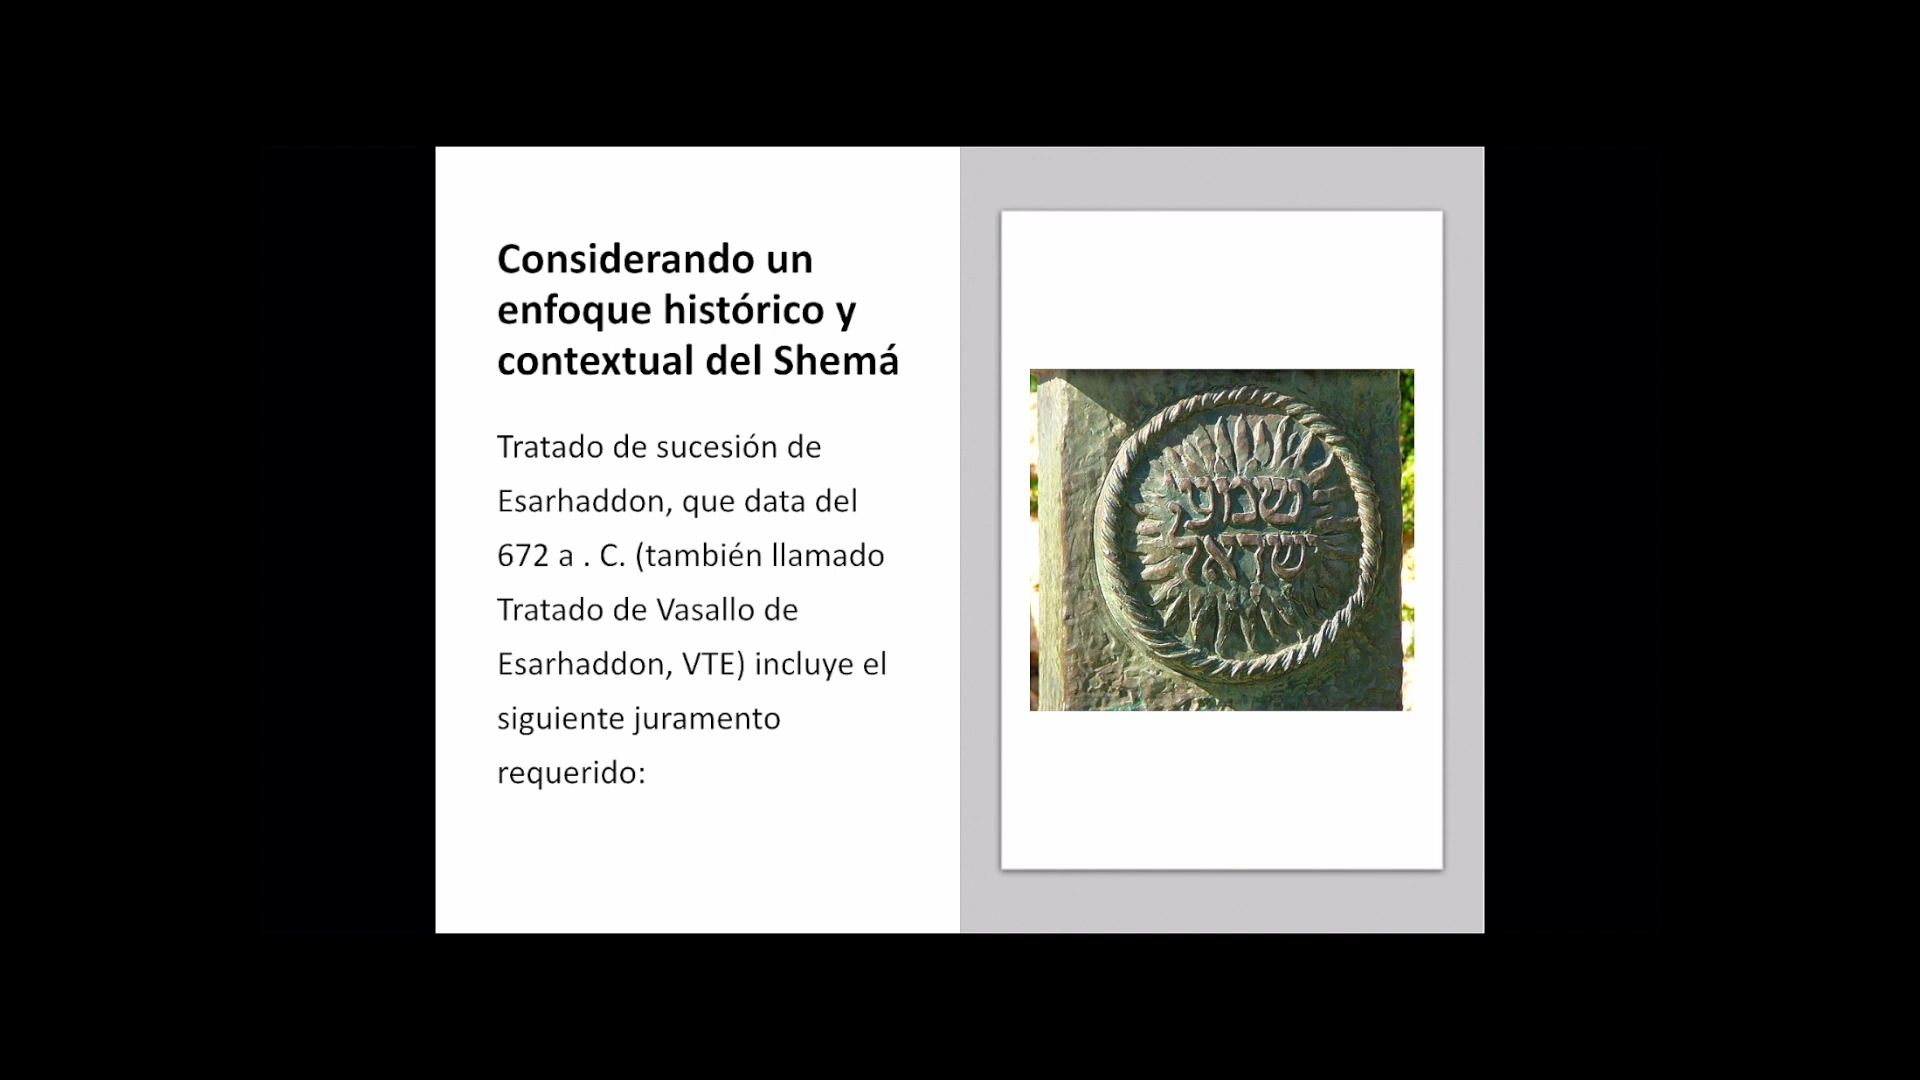 Considerando un
enfoque histórico y
contextual del Shemá
Tratado de sucesión de
Esarhaddon, que data del
672 a . C. (también llamado
Tratado de Vasallo de
Esarhaddon, VTE) incluye el
siguiente juramento
requerido:
שמע
ישראל